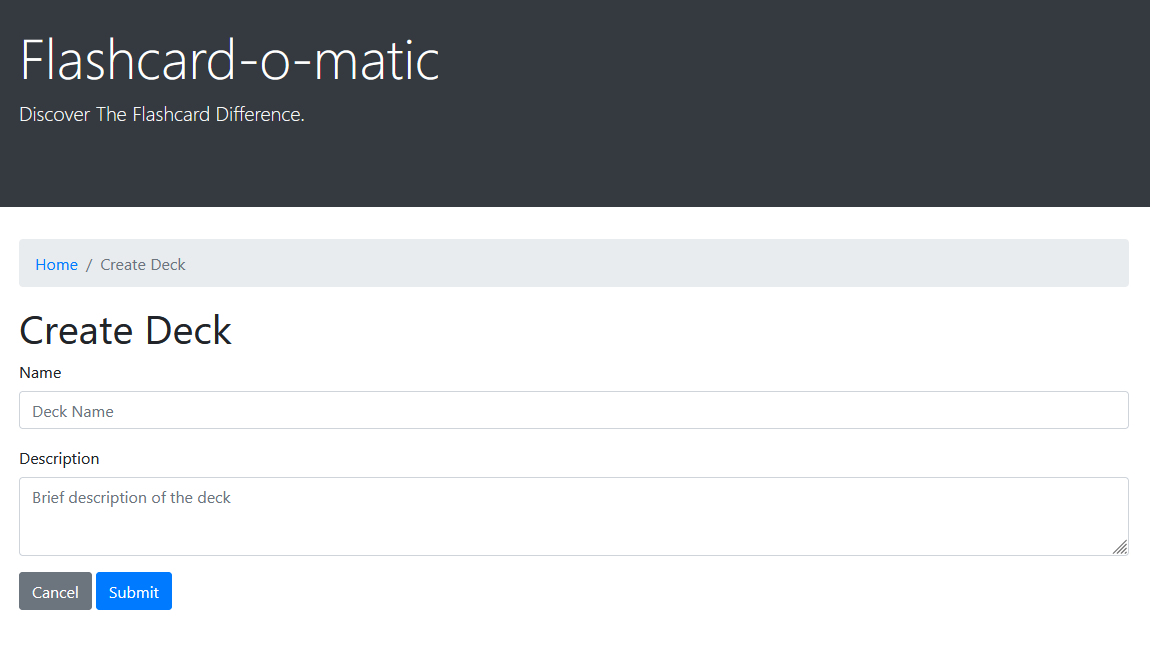 Flashcard-o-matic
Discover The Flashcard Difference.
Home / Create Deck
Create Deck
Name
Deck Name
Description
Brief description of the deck
Cancel Submit